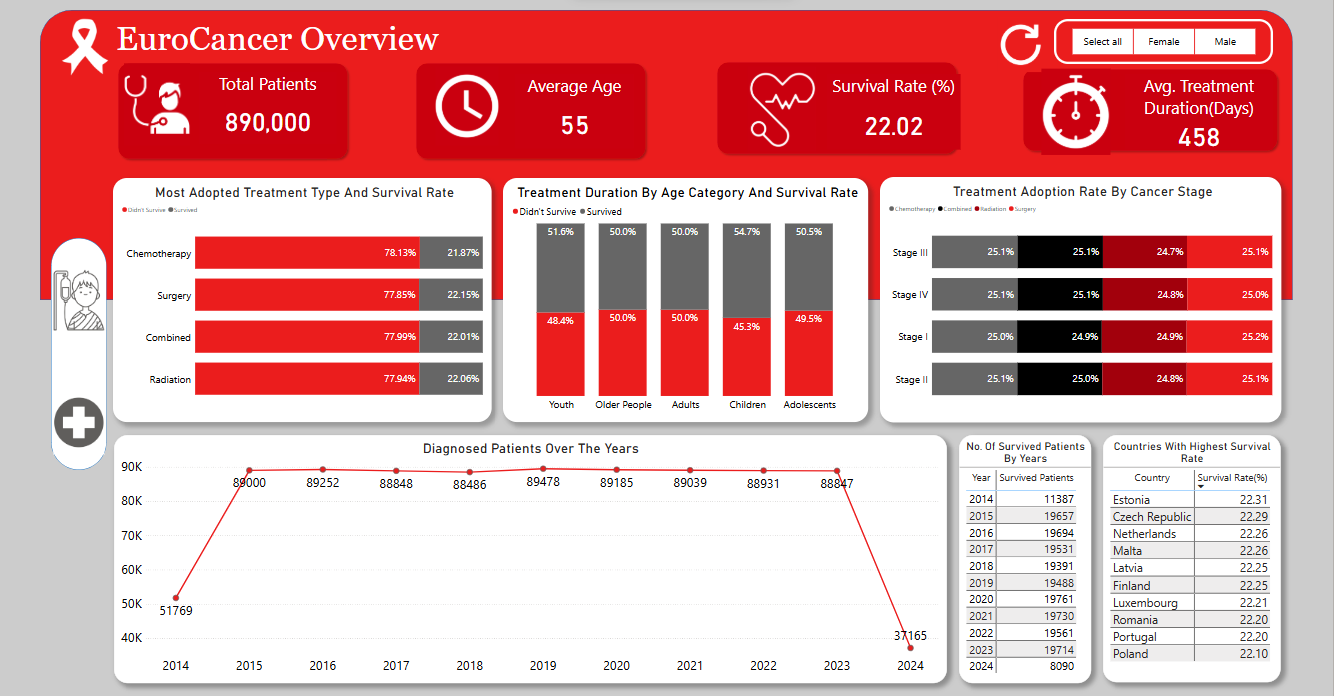 EuroCancer Overview
Select all Female Male
Total Patients
890,000
Average Age
55
Survival Rate (%)
22.02
Avg. Treatment
Duration(Days)
458
Most Adopted Treatment Type And Survival Rate
Didn't Survive Survived
Chemotherapy 78.13% 21.87%
Surgery 77.85% 22.15%
Combined 77.99% 22.01%
Radiation 77.94% 22.06%
Treatment Duration By Age Category And Survival Rate
Didn't Survive Survived
51.6% 50.0% 50.0% 54.7% 50.5%
48.4% 50.0% 50.0% 45.3% 49.5%
Youth Older People Adults Children Adolescents
Treatment Adoption Rate By Cancer Stage
Chemotherapy Combined Radiation Surgery
Stage III 25.1% 25.1% 24.7% 25.1%
Stage IV 25.1% 25.1% 24.8% 25.0%
Stage I 25.0% 24.9% 24.9% 25.2%
Stage II 25.1% 25.0% 24.8% 25.1%
Diagnosed Patients Over The Years
90K
80K
70K
60K
50K
40K
51769 89000 89252 88848 88486 89478 89185 89039 88931 88847 37165
2014 2015 2016 2017 2018 2019 2020 2021 2022 2023 2024
No. Of Survived Patients
By Years
Year Survived Patients
2014 11387
2015 19657
2016 19694
2017 19531
2018 19391
2019 19488
2020 19761
2021 19730
2022 19561
2023 19714
2024 8090
Countries With Highest Survival
Rate
Country Survival Rate(%)
Estonia 22.31
Czech Republic 22.29
Netherlands 22.26
Malta 22.26
Latvia 22.25
Finland 22.25
Luxembourg 22.21
Romania 22.20
Portugal 22.20
Poland 22.10